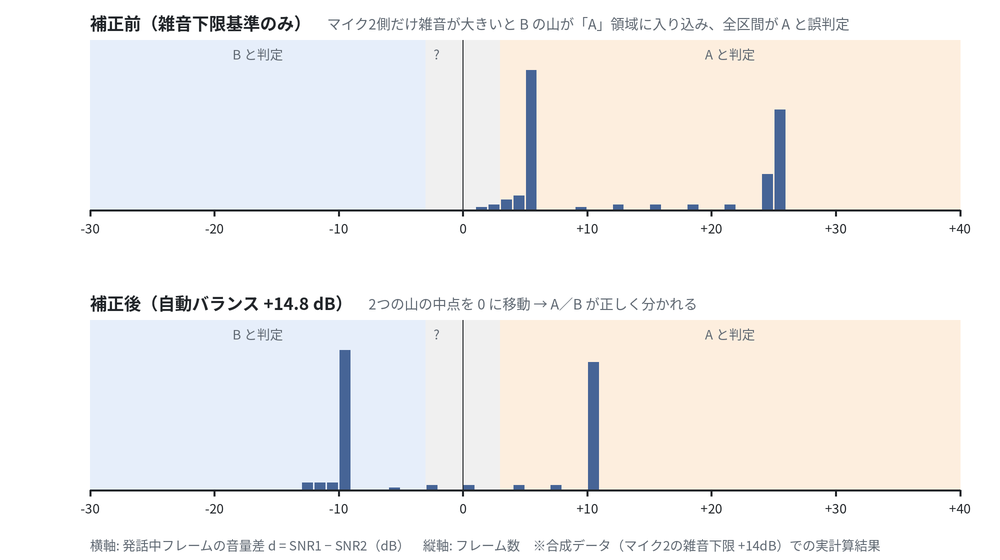 補正前（雑音下限基準のみ） マイク2側だけ雑音が大きいと B の山が「A」領域に入り込み、全区間が A と誤判定
B と判定 ? A と判定
-30 -20 -10 0 +10 +20 +30 +40
補正後（自動バランス +14.8 dB） 2つの山の中点を 0 に移動 → A／B が正しく分かれる
B と判定 ? A と判定
-30 -20 -10 0 +10 +20 +30 +40
横軸: 発話中フレームの音量差 d = SNR1 − SNR2（dB） 縦軸: フレーム数 ※合成データ（マイク2の雑音下限 +14dB）での実計算結果